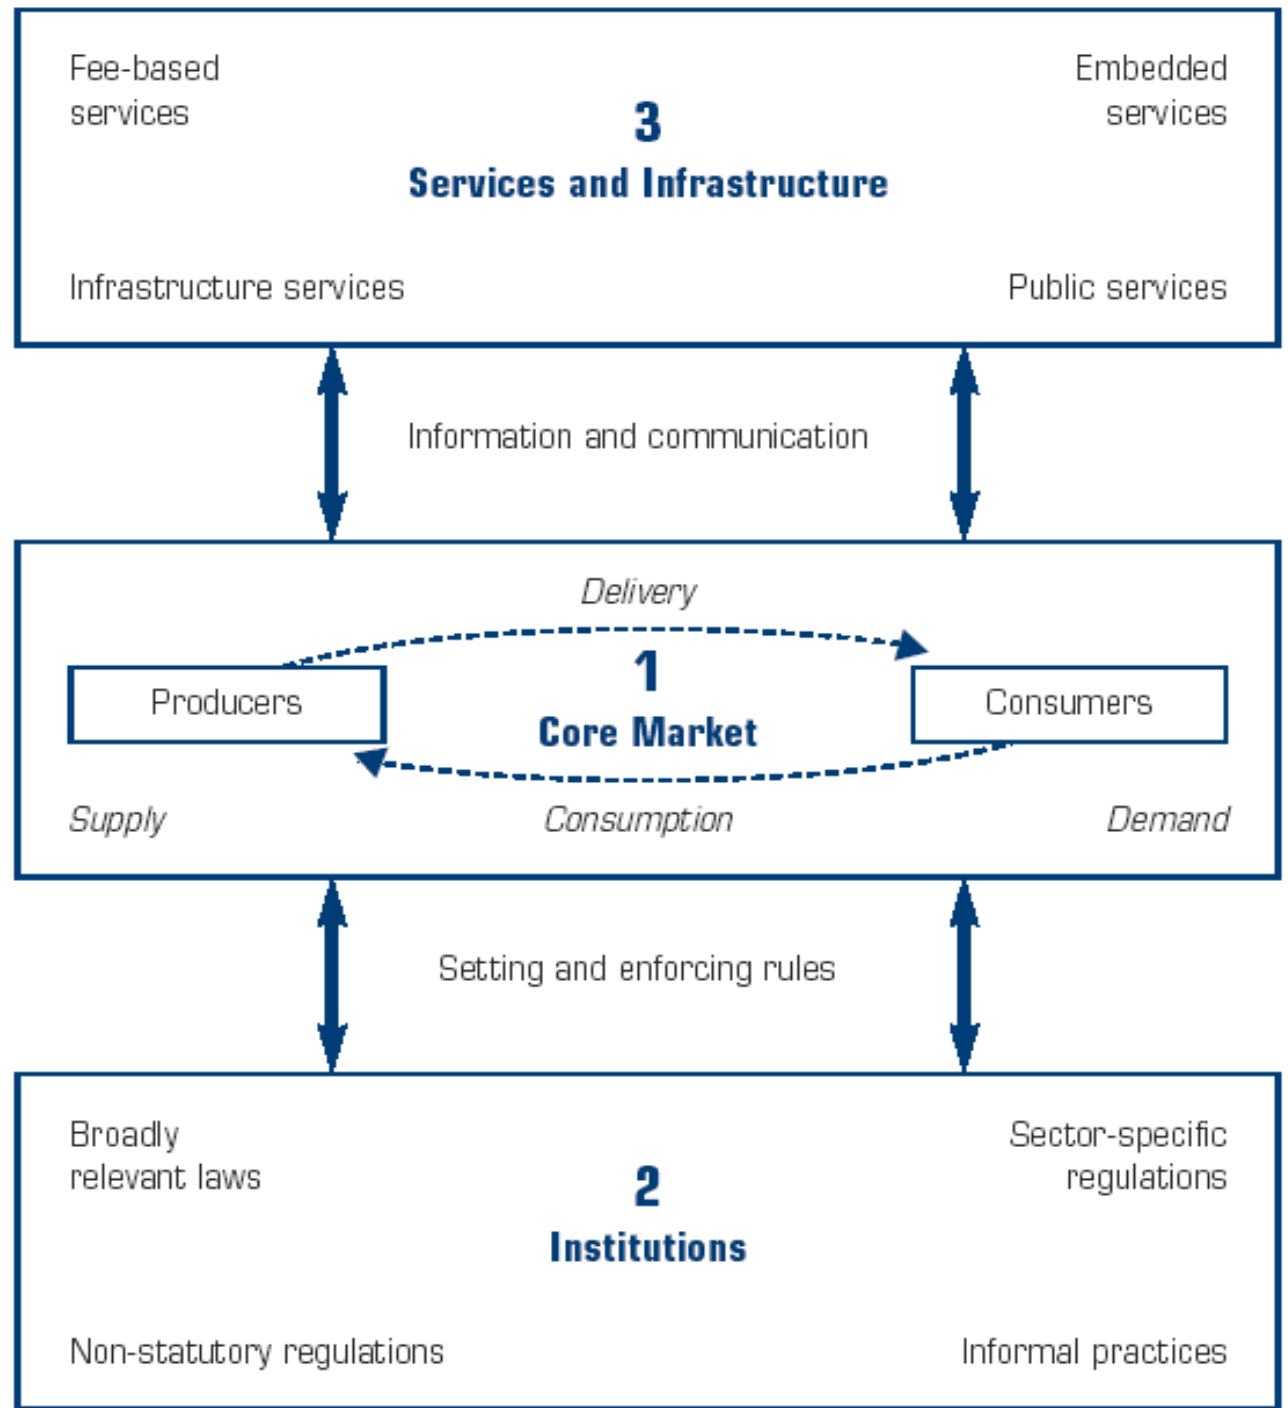 Fee-based
services
Embedded
services
3
Services and Infrastructure
Infrastructure services
Public services
Information and communication
Delivery
Producers
1
Core Market
Consumers
Supply
Consumption
Demand
Setting and enforcing rules
Broadly
relevant laws
Sector-specific
regulations
2
Institutions
Non-statutory regulations
Informal practices